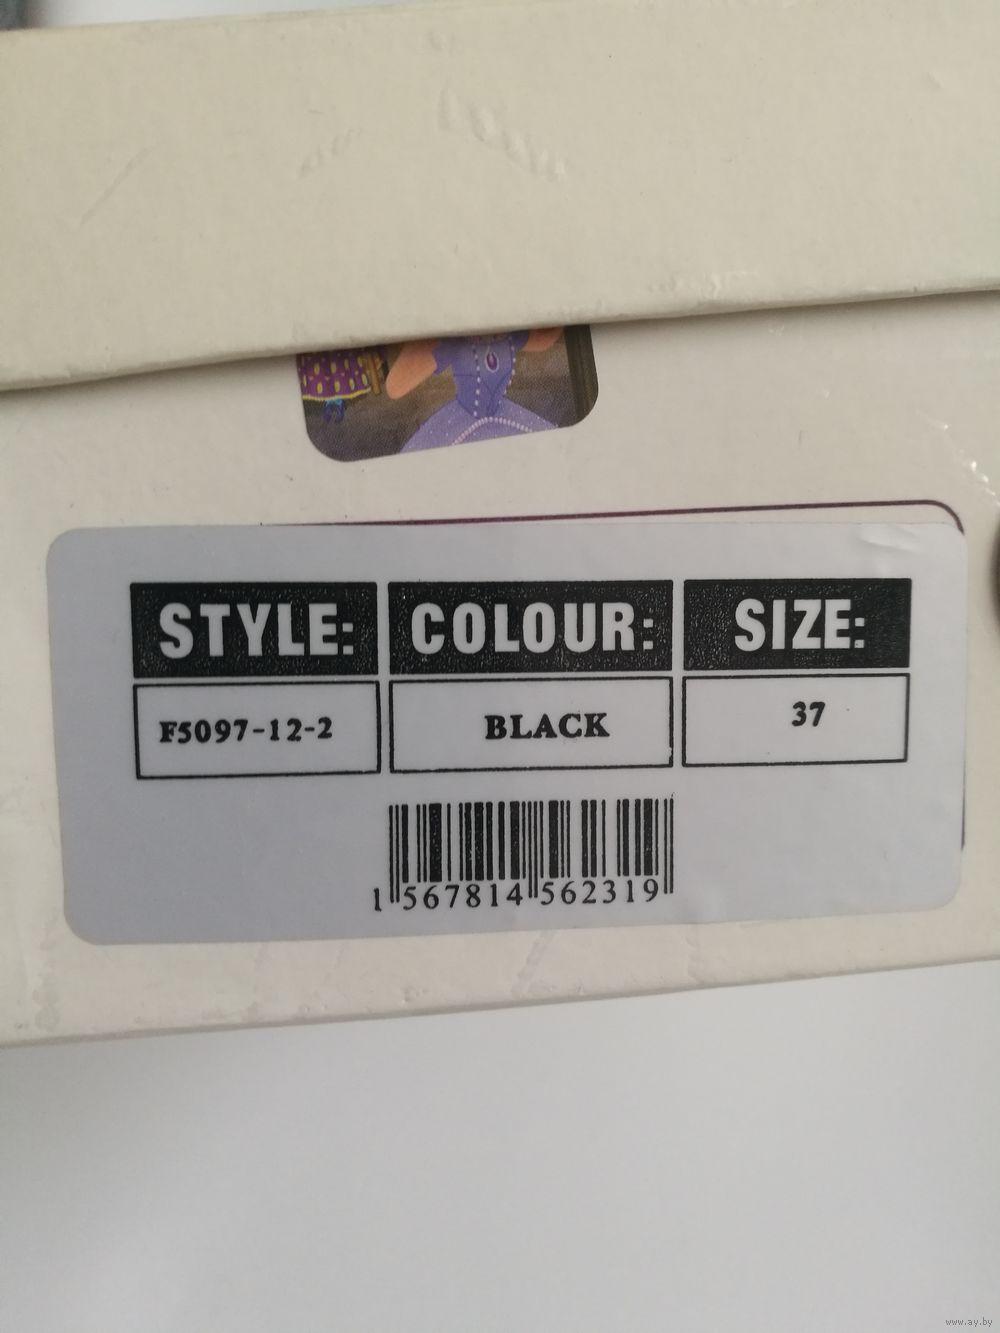 STYLE: COLOUR: SIZE:
F5097-12-2 BLACK 37
1 567814 562319
www.ay.by